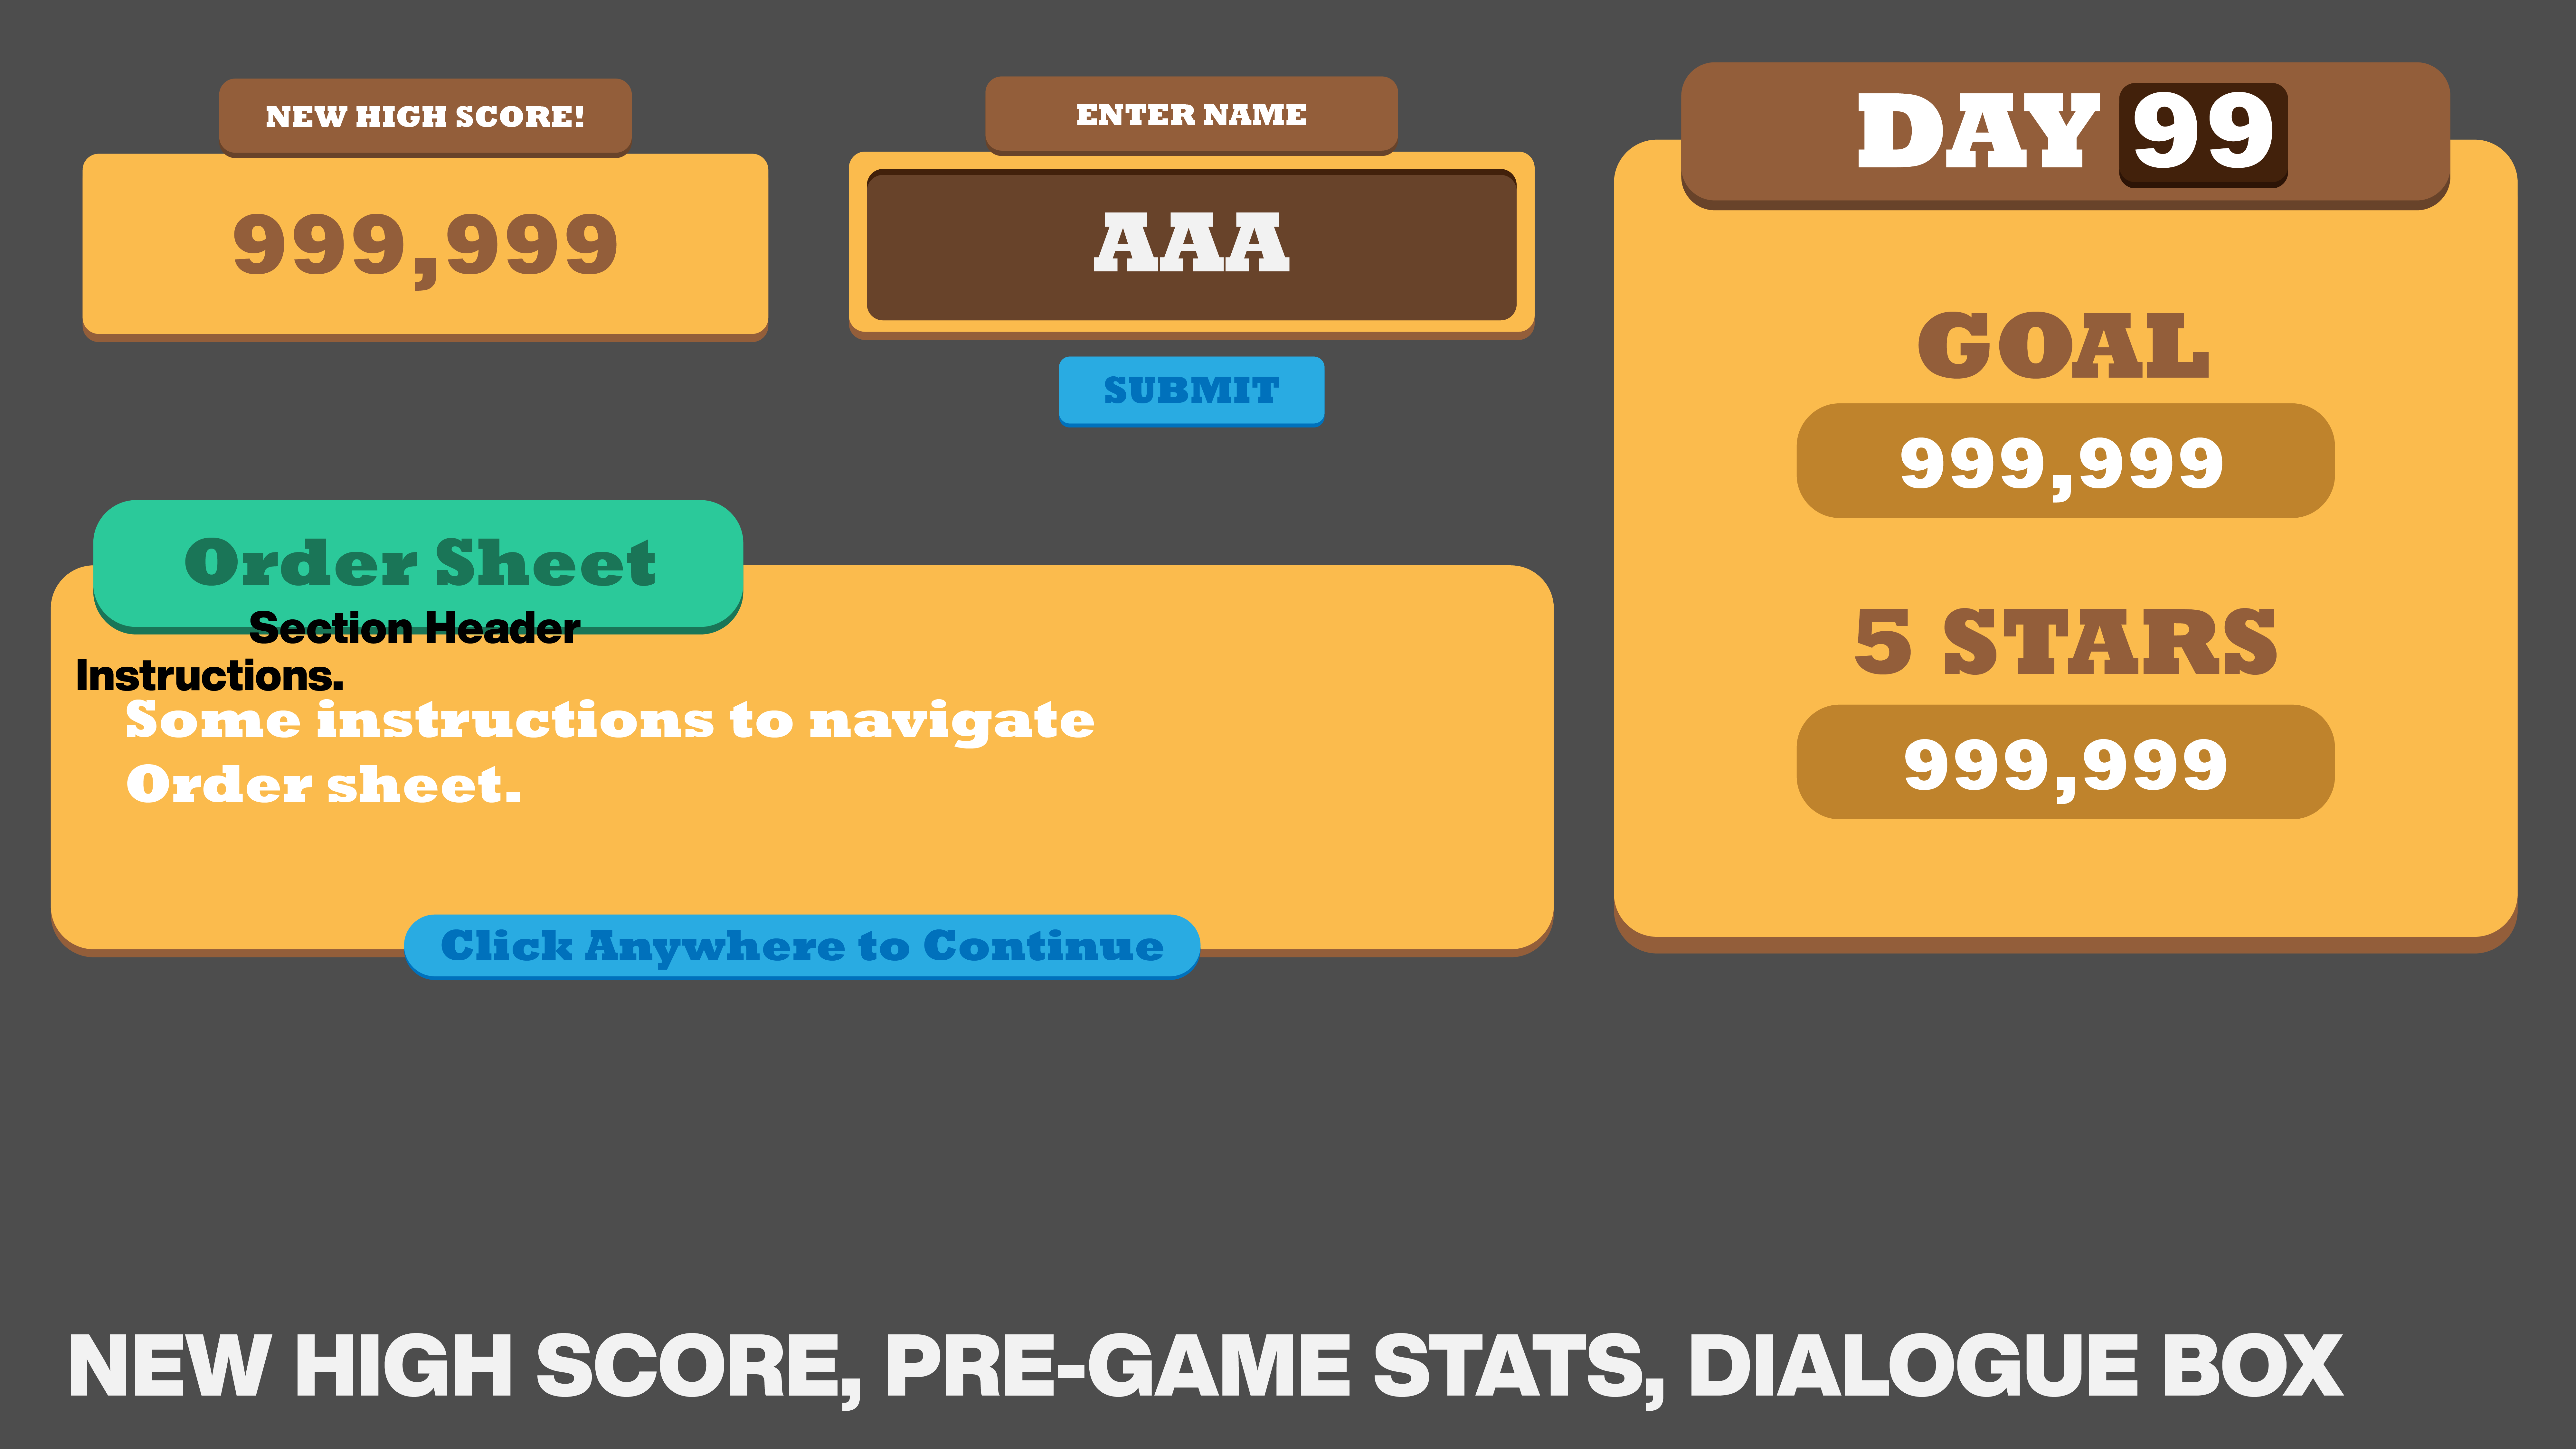 NEW HIGH SCORE!
999,999
ENTER NAME
AAA
SUBMIT
DAY 99
GOAL
999,999
5 STARS
999,999
Order Sheet
Section Header
Instructions.
Some instructions to navigate
Order sheet.
Click Anywhere to Continue
NEW HIGH SCORE, PRE-GAME STATS, DIALOGUE BOX